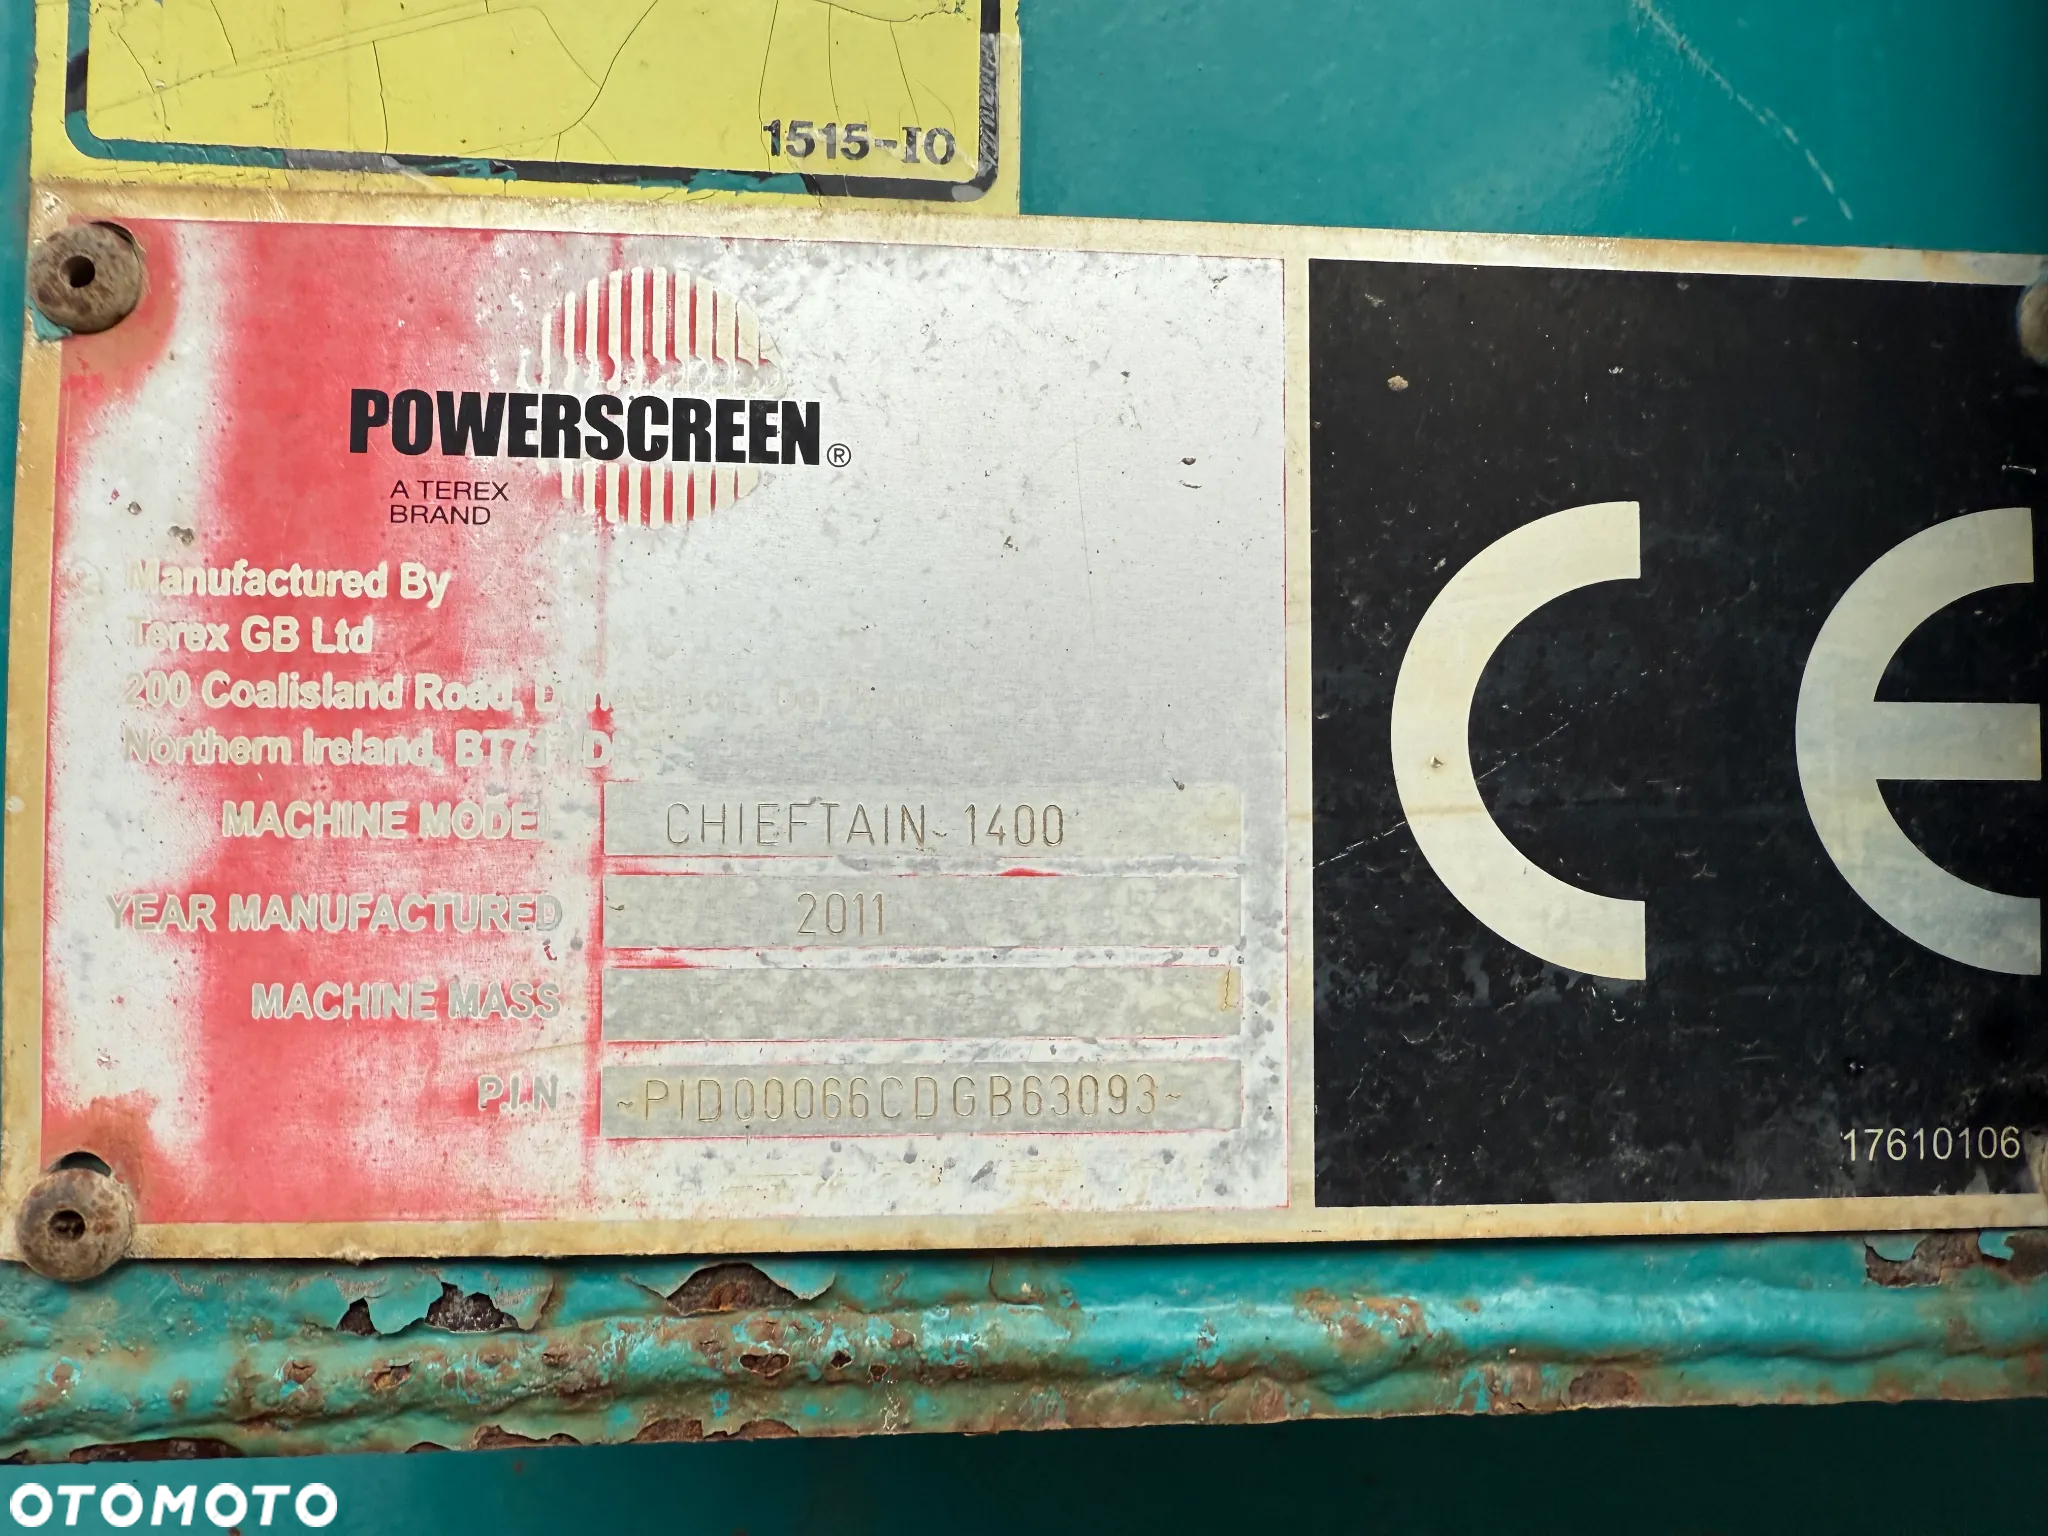 1515-IO
POWERSCREEN®
A TEREX
BRAND
Manufactured By
Terex GB Ltd
200 Coalisland Road,
Northern Ireland,
MACHINE MODEL CHIEFTAIN~1400
YEAR MANUFACTURED 2011
MACHINE MASS
P.I.N ~PID00066CDGB63093~
CE
17610106
OTOMOTO